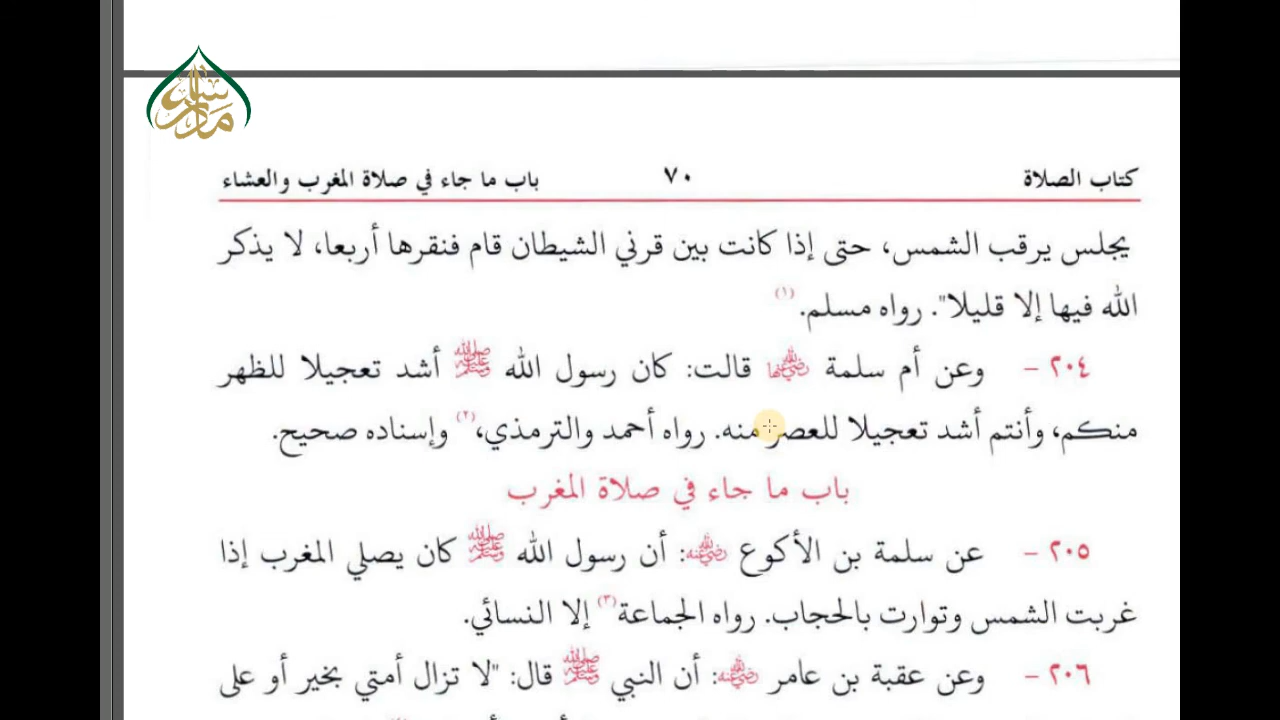 كتاب الصلاة ٧٠ باب ما جاء في صلاة المغرب والعشاء
يجلس يرقب الشمس، حتى إذا كانت بين قرني الشيطان قام فنقرها أربعا، لا يذكر
الله فيها إلا قليلا". رواه مسلم.(١)
٢٠٤ - وعن أم سلمة رضي الله عنها قالت: كان رسول الله ﷺ أشد تعجيلا للظهر
منكم، وأنتم أشد تعجيلا للعصر منه. رواه أحمد والترمذي،(٢) وإسناده صحيح.
باب ما جاء في صلاة المغرب
٢٠٥ - عن سلمة بن الأكوع رضي الله عنه: أن رسول الله ﷺ كان يصلي المغرب إذا
غربت الشمس وتوارت بالحجاب. رواه الجماعة(٣) إلا النسائي.
٢٠٦ - وعن عقبة بن عامر رضي الله عنه: أن النبي ﷺ قال: "لا تزال أمتي بخير أو على